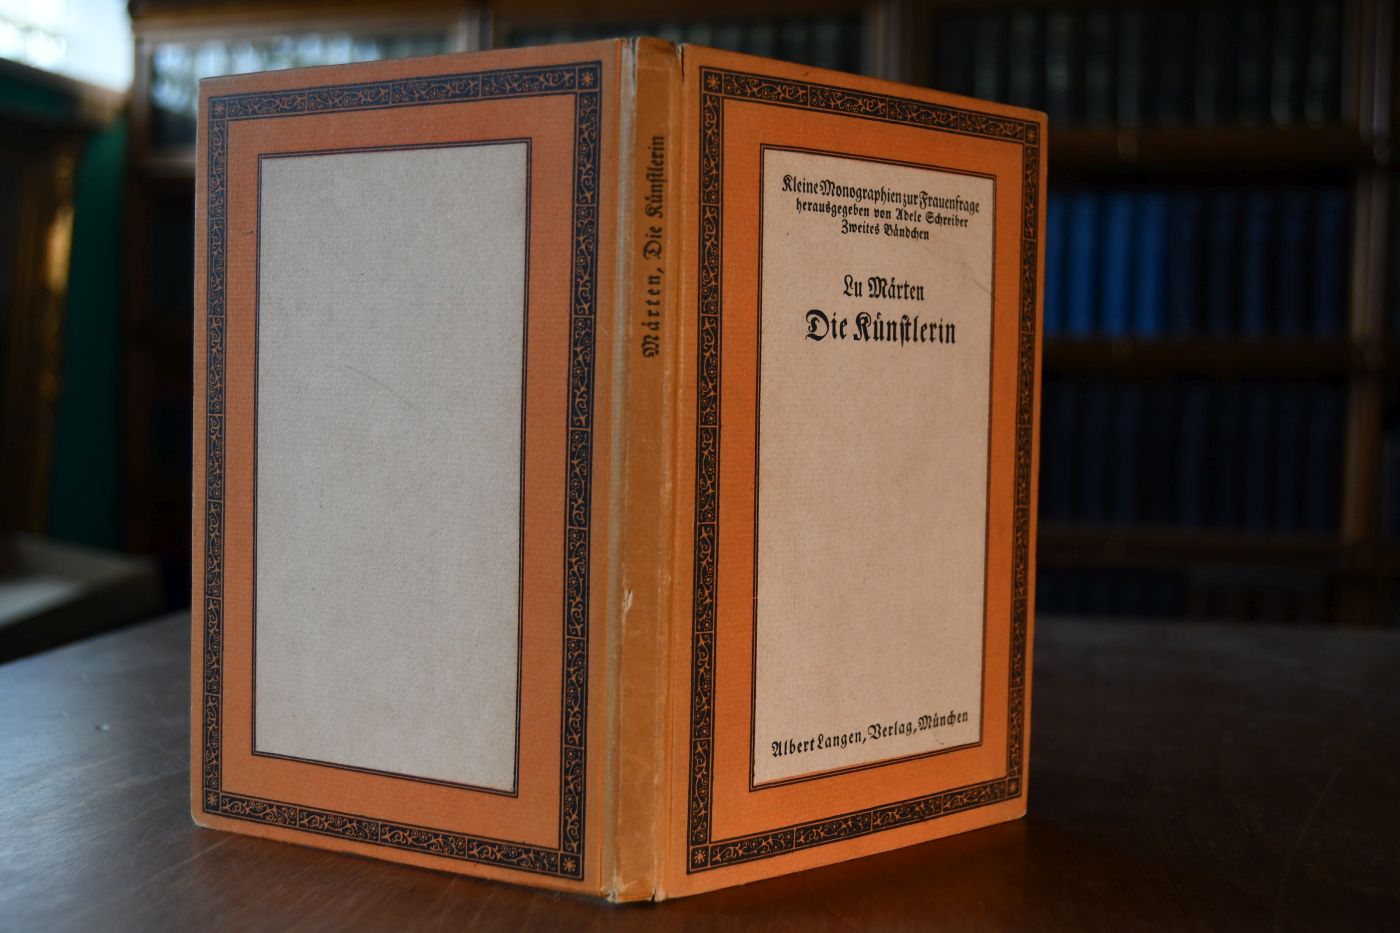 Märten, Die Künstlerin
Kleine Monographien zur Frauenfrage
herausgegeben von Adele Schreiber
Zweites Bändchen
Lu Märten
Die Künstlerin
Albert Langen, Verlag, München